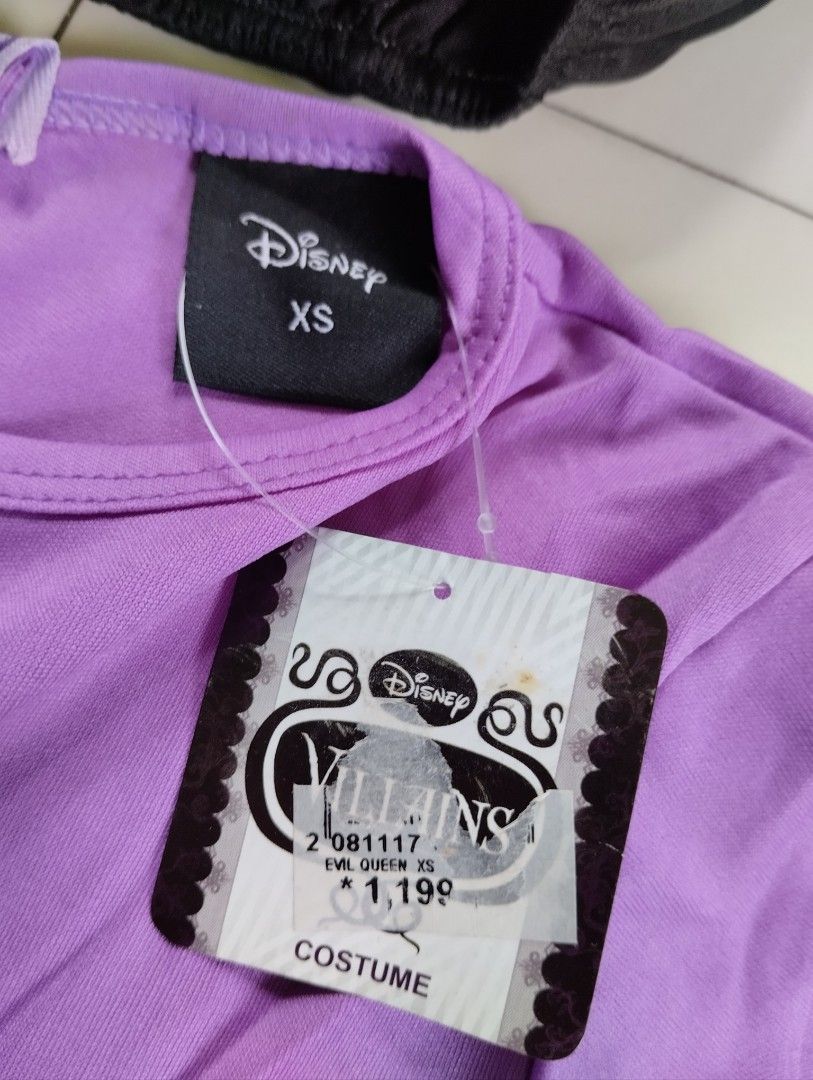 Disney
XS
Disney
VILLAINS
2 081117
EVIL QUEEN XS
* 1,199
COSTUME